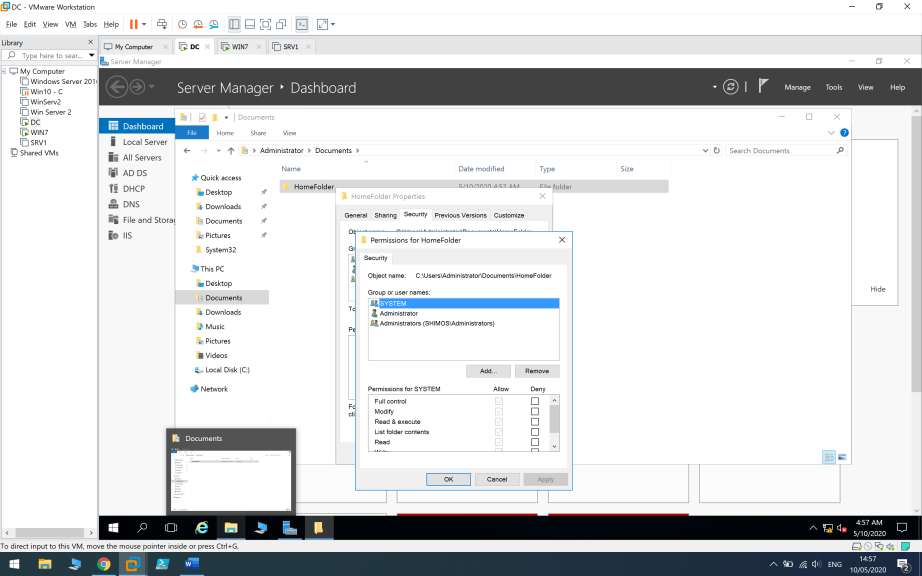 DC - VMware Workstation
File Edit View VM Tabs Help
Library
Type here to sear...
My Computer
Windows Server 201
Win10 - C
WinServ2
Win Server 2
DC
WIN7
SRV1
Shared VMs
My Computer DC WIN7 SRV1
Server Manager
Server Manager Dashboard
Manage Tools View Help
Dashboard
Local Server
All Servers
AD DS
DHCP
DNS
File and Storag
IIS
Documents
File Home Share View
Administrator Documents
Search Documents
Name Date modified Type Size
HomeFolder 5/10/2020 4:52 AM File folder
Quick access
Desktop
Downloads
Documents
Pictures
System32
This PC
Desktop
Documents
Downloads
Music
Pictures
Videos
Local Disk (C:)
Network
HomeFolder Properties
General Sharing Security Previous Versions Customize
Permissions for HomeFolder
Security
Object name: C:\Users\Administrator\Documents\HomeFolder
Group or user names:
SYSTEM
Administrator
Administrators (SHIMOS\Administrators)
Add... Remove
Permissions for SYSTEM Allow Deny
Full control
Modify
Read & execute
List folder contents
Read
OK Cancel Apply
Hide
Documents
4:57 AM
5/10/2020
To direct input to this VM, move the mouse pointer inside or press Ctrl+G.
ENG
14:57
10/05/2020
2